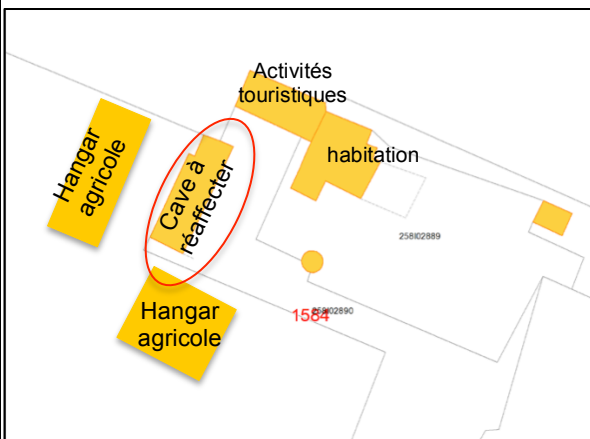 Activités
touristiques
habitation
Hangar
agricole
Cave à
réaffecter
258I02889
Hangar
agricole
1584
258I02890